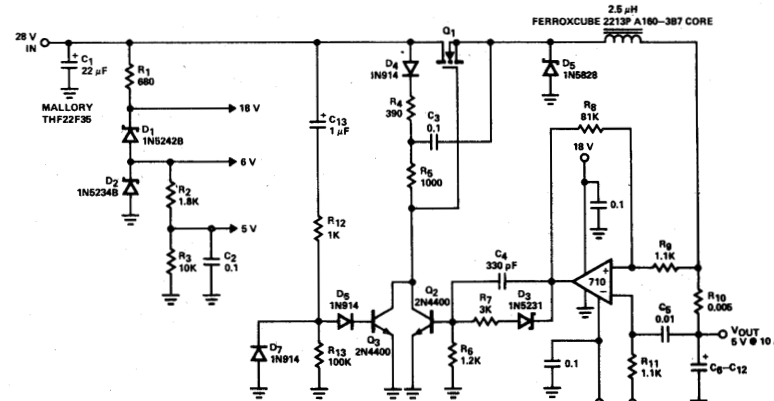 2.5 μH
FERROXCUBE 2213P A160-3B7 CORE
28 V
IN
C1
22 μF
MALLORY
THF22F35
R1
680
18 V
D1
1N5242B
6 V
D2
1N5234B
R2
1.8K
5 V
R3
10K
C2
0.1
C13
1 μF
R12
1K
D4
1N914
R4
390
C3
0.1
R5
1000
Q1
D5
1N5828
R8
81K
18 V
0.1
C4
330 pF
710
+
−
R9
1.1K
R10
0.005
C5
0.01
VOUT
5 V @ 10
C6–C12
R11
1.1K
0.1
R7
3K
D3
1N5231
Q2
2N4400
R6
1.2K
D6
1N914
Q3
2N4400
D7
1N914
R13
100K